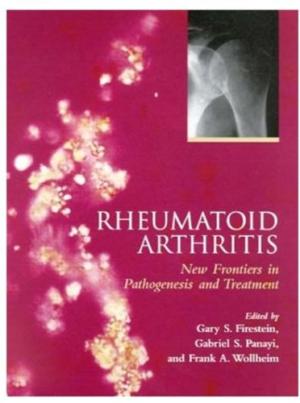 RHEUMATOID
ARTHRITIS
New Frontiers in
Pathogenesis and Treatment
Edited by
Gary S. Firestein,
Gabriel S. Panayi,
and Frank A. Wollheim